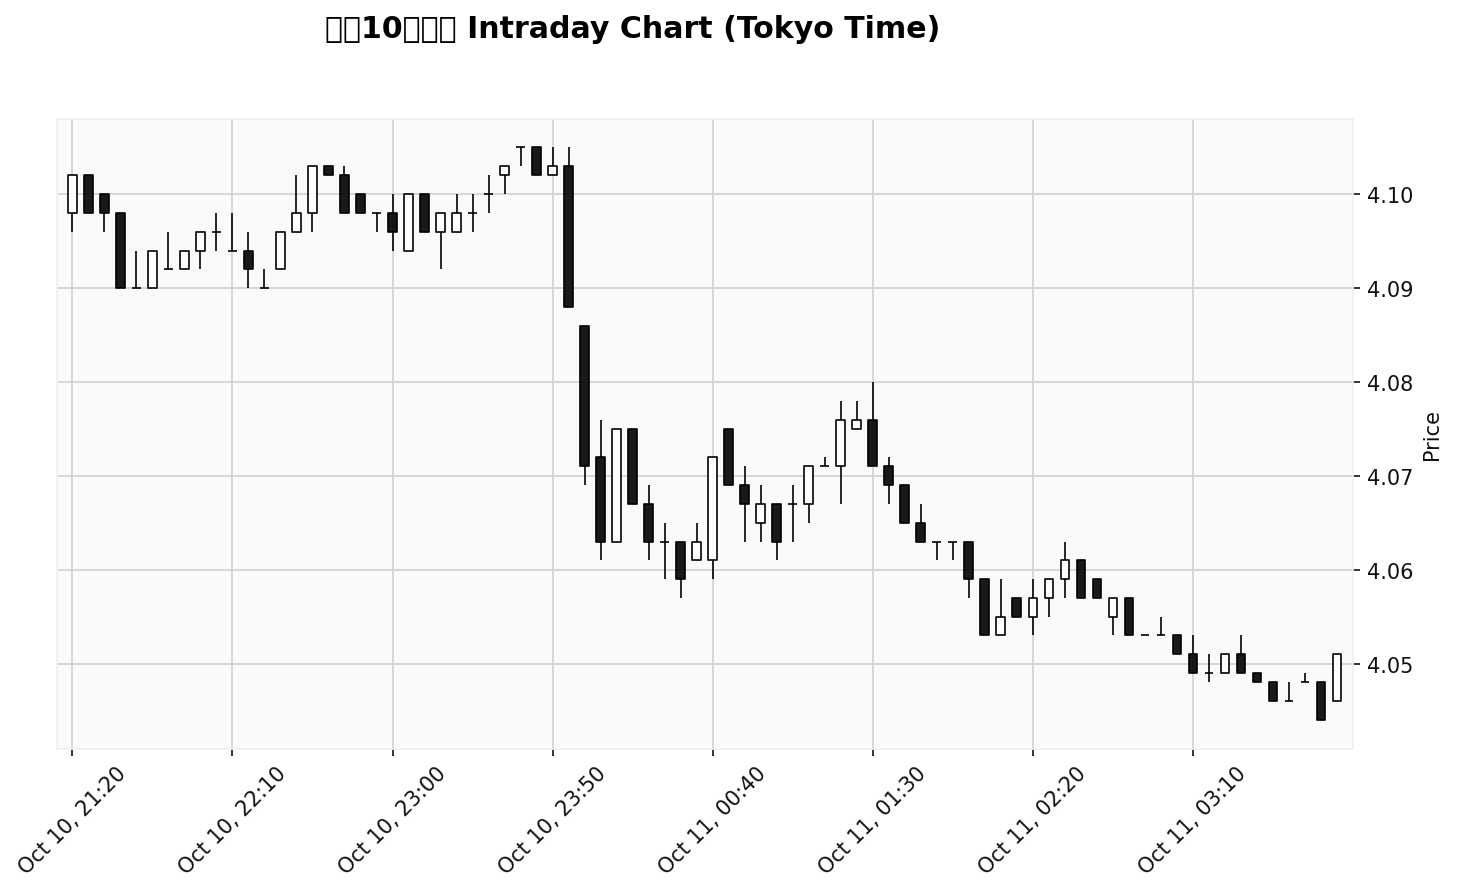 10 Intraday Chart (Tokyo Time)
4.10
4.09
4.08
4.07
4.06
4.05
Price
Oct 10, 21:20
Oct 10, 22:10
Oct 10, 23:00
Oct 10, 23:50
Oct 11, 00:40
Oct 11, 01:30
Oct 11, 02:20
Oct 11, 03:10